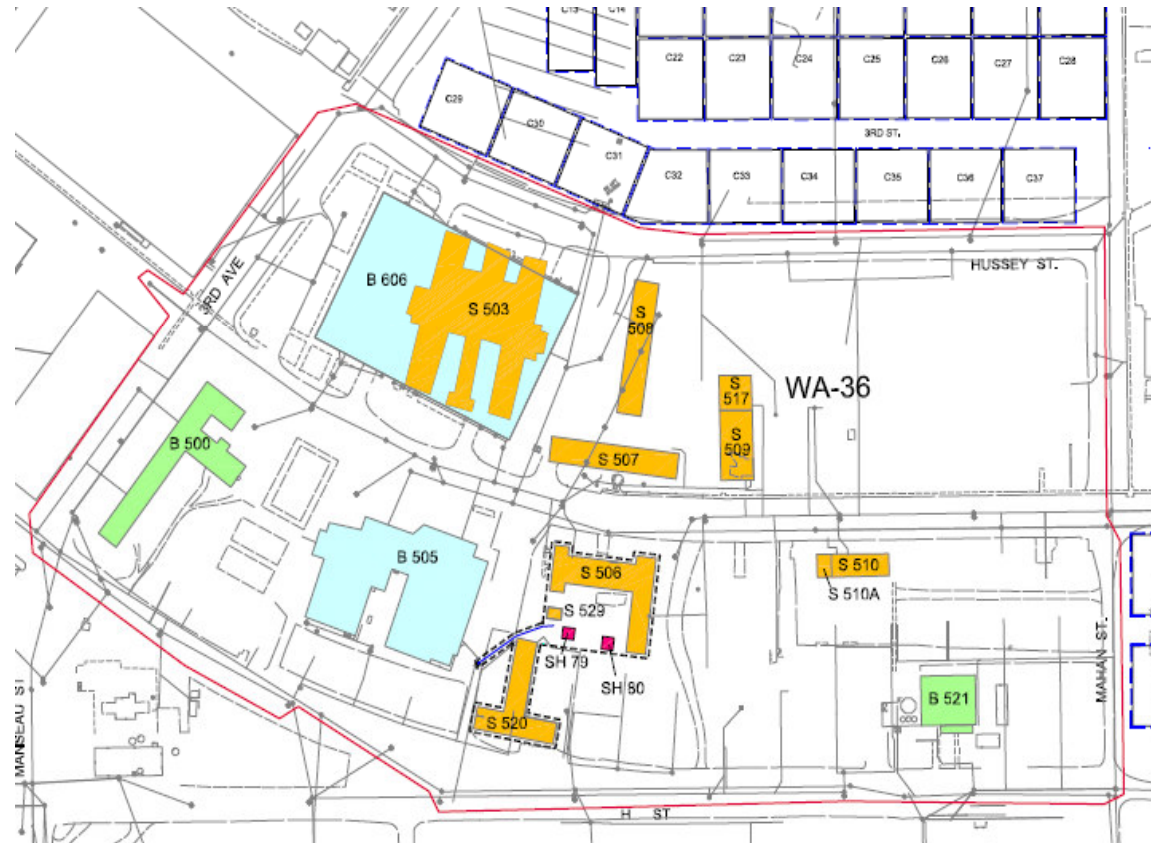 C13
C14
C22
C23
C24
C25
C26
C27
C28
C29
C30
C31
3RD ST.
C32
C33
C34
C35
C36
C37
HUSSEY ST.
3RD AVE
B 606
S 503
S
508
S
517
WA-36
S
509
B 500
S 507
B 505
S 506
S 510
S 510A
S 529
SH 79
SH 80
S 520
B 521
MAHAN ST.
MANSEAU ST
H ST